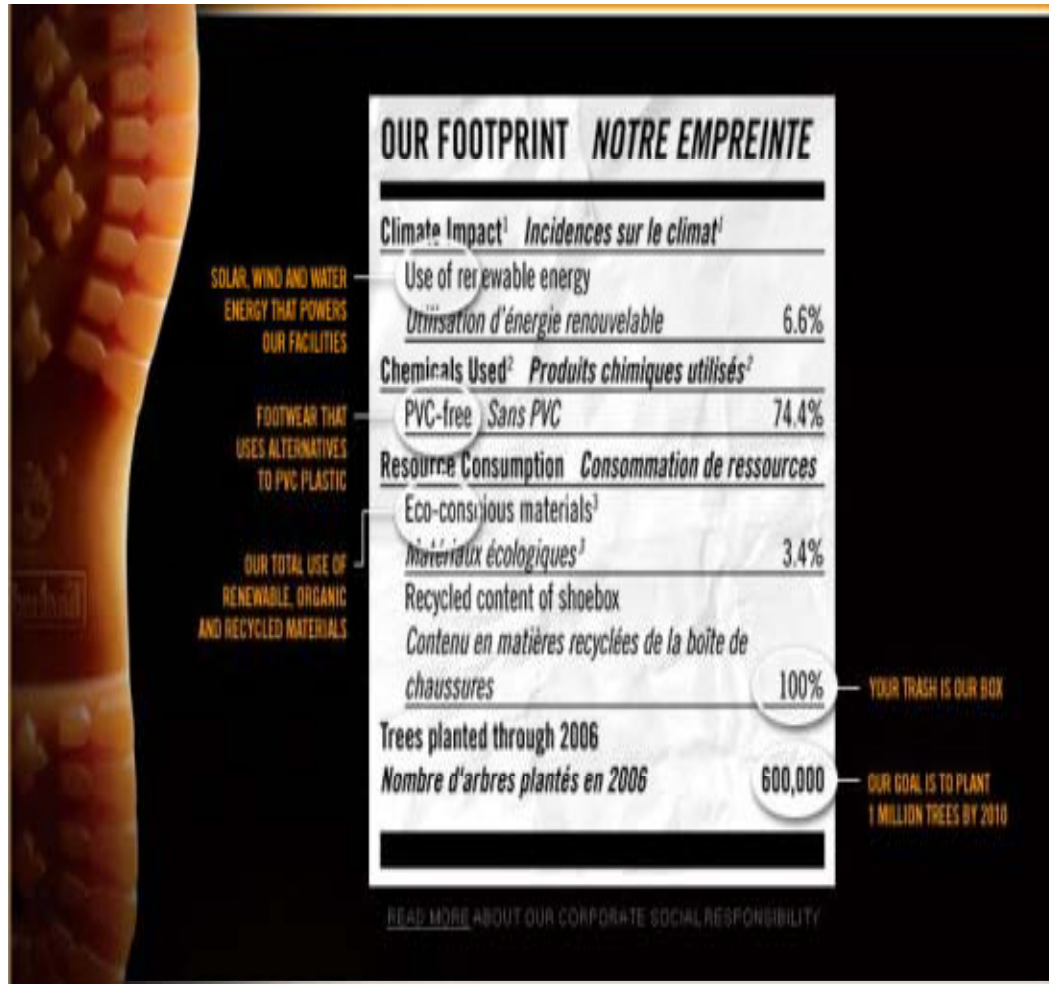 OUR FOOTPRINT NOTRE EMPREINTE
Climate Impact¹ Incidences sur le climat¹
Use of renewable energy
Utilisation d'énergie renouvelable 6.6%
Chemicals Used² Produits chimiques utilisés²
PVC-free Sans PVC 74.4%
Resource Consumption Consommation de ressources
Eco-conscious materials³
Matériaux écologiques³ 3.4%
Recycled content of shoebox
Contenu en matières recyclées de la boîte de
chaussures 100%
Trees planted through 2006
Nombre d'arbres plantés en 2006 600,000
SOLAR, WIND AND WATER
ENERGY THAT POWERS
OUR FACILITIES
FOOTWEAR THAT
USES ALTERNATIVES
TO PVC PLASTIC
OUR TOTAL USE OF
RENEWABLE, ORGANIC
AND RECYCLED MATERIALS
YOUR TRASH IS OUR BOX
OUR GOAL IS TO PLANT
1 MILLION TREES BY 2010
READ MORE ABOUT OUR CORPORATE SOCIAL RESPONSIBILITY